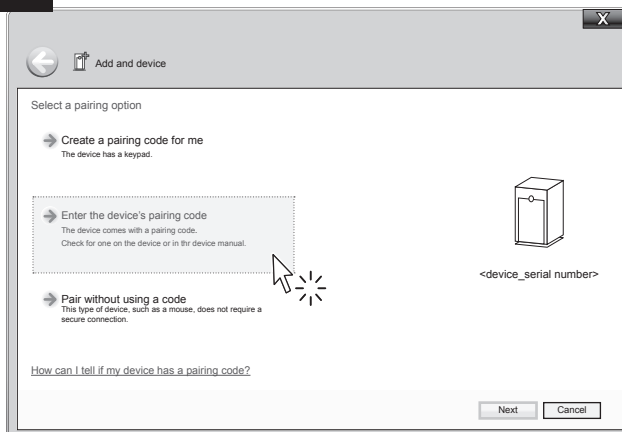 X
Add and device
Select a pairing option
Create a pairing code for me
The device has a keypad.
Enter the device's pairing code
The device comes with a pairing code.
Check for one on the device or in thr device manual.
<device_serial number>
Pair without using a code
This type of device, such as a mouse, does not require a
secure connection.
How can I tell if my device has a pairing code?
Next Cancel